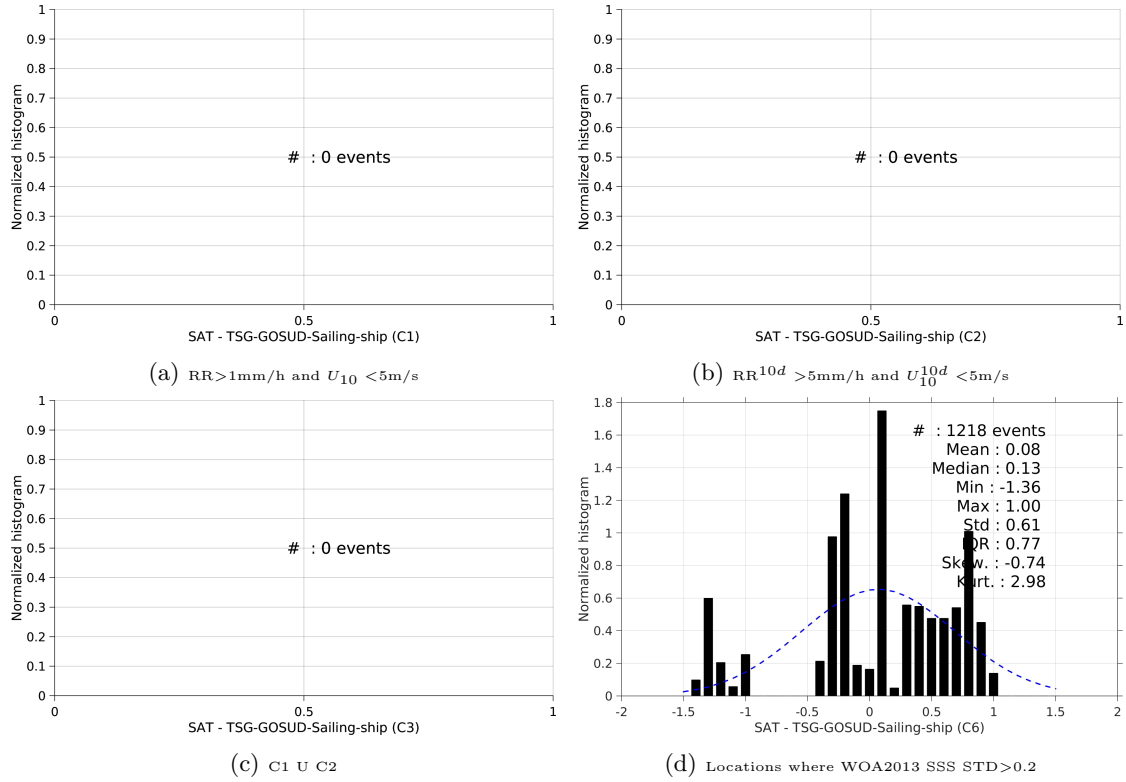 1
0.9
0.8
0.7
0.6
0.5
0.4
0.3
0.2
0.1
0
Normalized histogram
# : 0 events
0
0.5
1
SAT - TSG-GOSUD-Sailing-ship (C1)
(a) RR>1mm/h and U10 <5m/s
1
0.9
0.8
0.7
0.6
0.5
0.4
0.3
0.2
0.1
0
Normalized histogram
# : 0 events
0
0.5
1
SAT - TSG-GOSUD-Sailing-ship (C2)
(b) RR10d >5mm/h and U10d10 <5m/s
1
0.9
0.8
0.7
0.6
0.5
0.4
0.3
0.2
0.1
0
Normalized histogram
# : 0 events
0
0.5
1
SAT - TSG-GOSUD-Sailing-ship (C3)
(c) C1 U C2
1.8
1.6
1.4
1.2
1
0.8
0.6
0.4
0.2
0
Normalized histogram
# : 1218 events
Mean : 0.08
Median : 0.13
Min : -1.36
Max : 1.00
Std : 0.61
IQR : 0.77
Skew. : -0.74
Kurt. : 2.98
-2
-1.5
-1
-0.5
0
0.5
1
1.5
2
SAT - TSG-GOSUD-Sailing-ship (C6)
(d) Locations where WOA2013 SSS STD>0.2